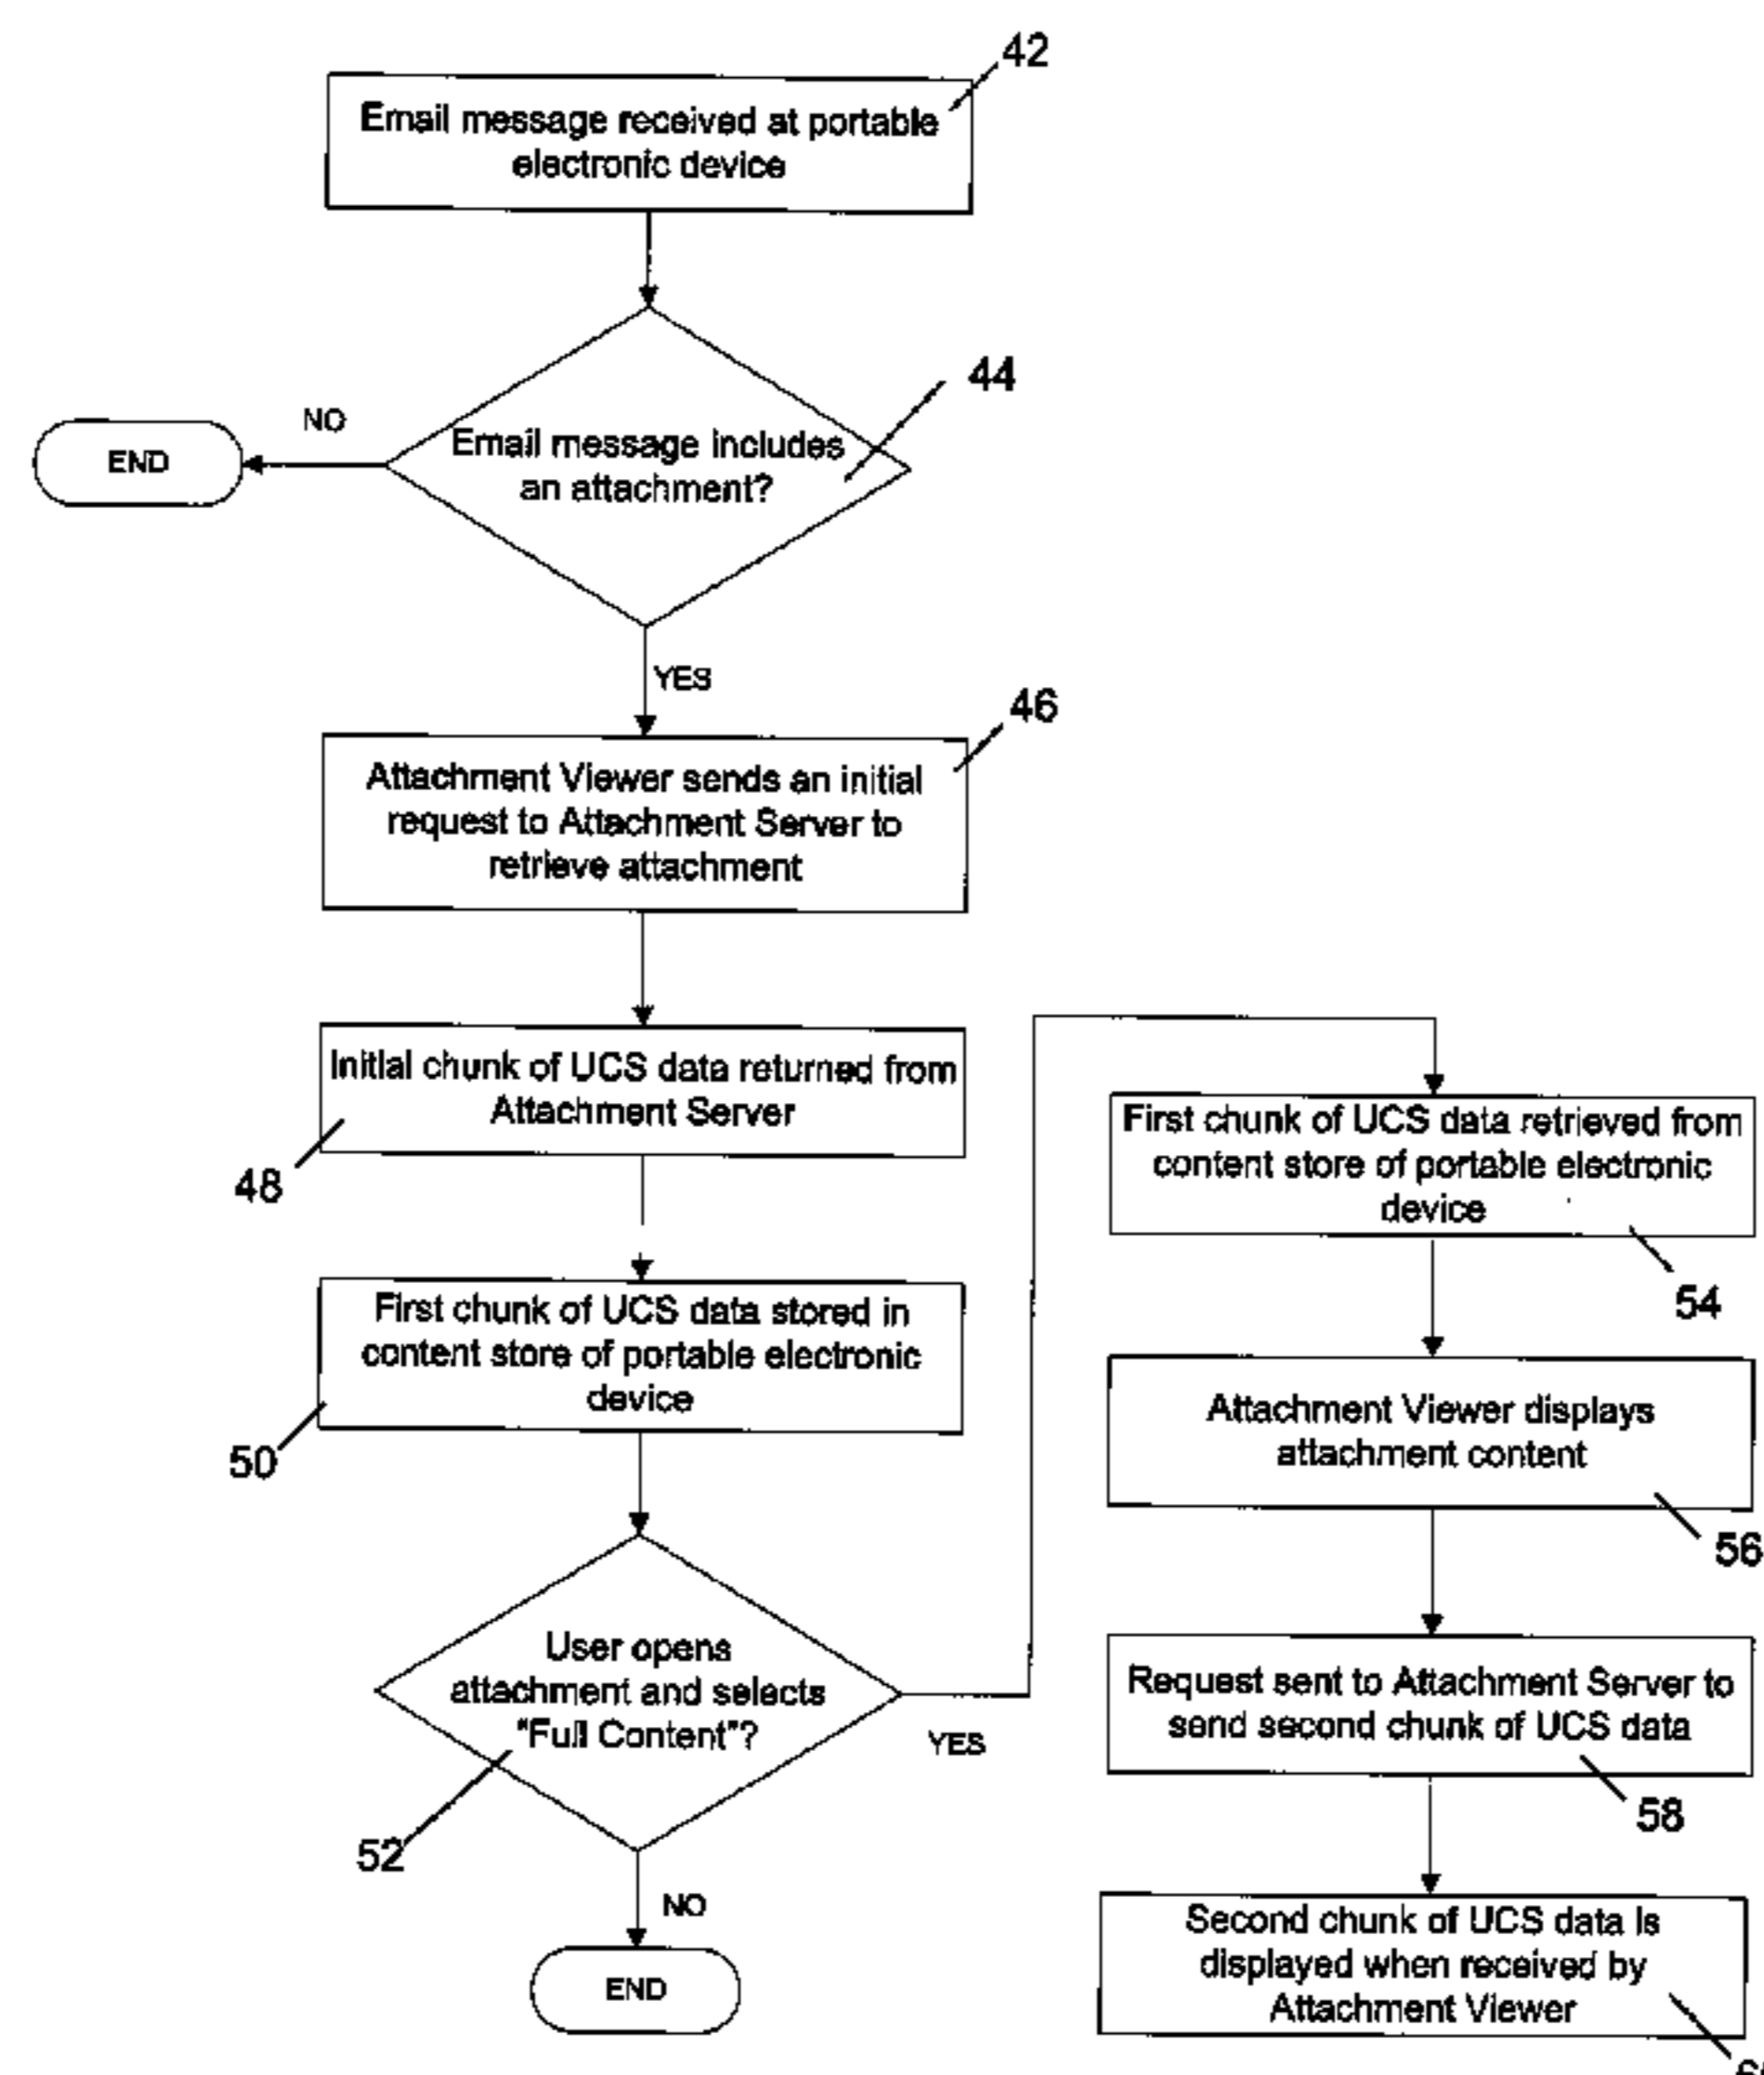 42
Email message received at portable
electronic device
44
NO
END
Email message includes
an attachment?
YES
46
Attachment Viewer sends an initial
request to Attachment Server to
retrieve attachment
Initial chunk of UCS data returned from
Attachment Server
48
First chunk of UCS data stored in
content store of portable electronic
device
50
User opens
attachment and selects
"Full Content"?
YES
52
NO
END
First chunk of UCS data retrieved from
content store of portable electronic
device
54
Attachment Viewer displays
attachment content
56
Request sent to Attachment Server to
send second chunk of UCS data
58
Second chunk of UCS data is
displayed when received by
Attachment Viewer